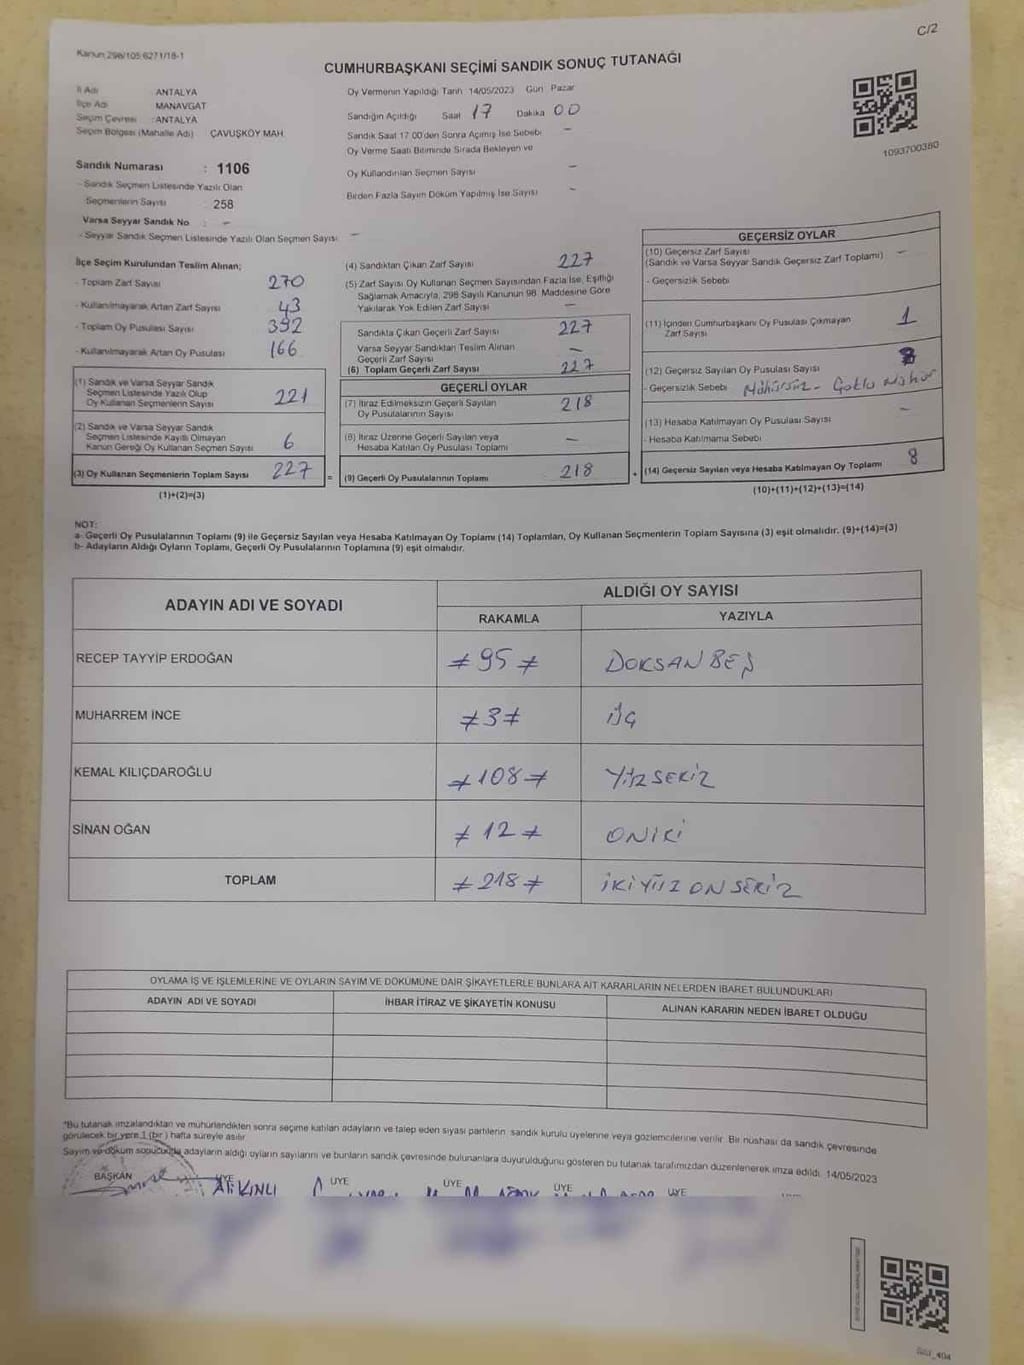 C/2
Kanun 298/105 6271/18-1
CUMHURBAŞKANI SEÇİMİ SANDIK SONUÇ TUTANAĞI
İl Adı ANTALYA
İlçe Adı MANAVGAT
Seçim Çevresi : ANTALYA
Seçim Bölgesi (Mahalle Adı) ÇAVUŞKÖY MAH.
Sandık Numarası : 1106
- Sandık Seçmen Listesinde Yazılı Olan
Seçmenlerin Sayısı : 258
Varsa Seyyar Sandık No : -
- Seyyar Sandık Seçmen Listesinde Yazılı Olan Seçmen Sayısı -
Oy Vermenin Yapıldığı Tarih 14/05/2023 Gün Pazar
Sandığın Açıldığı Saat 17 Dakika 00
Sandık Saat 17.00'den Sonra Açılmış İse Sebebi -
Oy Verme Saati Bitiminde Sırada Bekleyen ve
Oy Kullandırılan Seçmen Sayısı -
Birden Fazla Sayım Döküm Yapılmış İse Sayısı -
1093700380
İlçe Seçim Kurulundan Teslim Alınan;
- Toplam Zarf Sayısı 270
- Kullanılmayarak Artan Zarf Sayısı 43
- Toplam Oy Pusulası Sayısı 392
- Kullanılmayarak Artan Oy Pusulası 166
(1) Sandık ve Varsa Seyyar Sandık
Seçmen Listesinde Yazılı Olup
Oy Kullanan Seçmenlerin Sayısı 221
(2) Sandık ve Varsa Seyyar Sandık
Seçmen Listesinde Kayıtlı Olmayan
Kanun Gereği Oy Kullanan Seçmen Sayısı 6
(3) Oy Kullanan Seçmenlerin Toplam Sayısı 227 =
(1)+(2)=(3)
(4) Sandıktan Çıkan Zarf Sayısı 227
(5) Zarf Sayısı Oy Kullanan Seçmen Sayısından Fazla İse, Eşitliği
Sağlamak Amacıyla, 298 Sayılı Kanunun 98. Maddesine Göre
Yakılarak Yok Edilen Zarf Sayısı -
Sandıkta Çıkan Geçerli Zarf Sayısı 227
Varsa Seyyar Sandıktan Teslim Alınan
Geçerli Zarf Sayısı -
(6) Toplam Geçerli Zarf Sayısı 227
GEÇERLİ OYLAR
(7) İtiraz Edilmeksizin Geçerli Sayılan
Oy Pusulalarının Sayısı 218
(8) İtiraz Üzerine Geçerli Sayılan veya
Hesaba Katılan Oy Pusulası Toplamı -
(9) Geçerli Oy Pusulalarının Toplamı 218 +
GEÇERSİZ OYLAR
(10) Geçersiz Zarf Sayısı
(Sandık ve Varsa Seyyar Sandık Geçersiz Zarf Toplamı) -
- Geçersizlik Sebebi
(11) İçinden Cumhurbaşkanı Oy Pusulası Çıkmayan
Zarf Sayısı 1
(12) Geçersiz Sayılan Oy Pusulası Sayısı
- Geçersizlik Sebebi Mühürsüz - Çoklu Mühür
(13) Hesaba Katılmayan Oy Pusulası Sayısı -
- Hesaba Katılmama Sebebi
(14) Geçersiz Sayılan veya Hesaba Katılmayan Oy Toplamı 8
(10)+(11)+(12)+(13)=(14)
NOT:
a- Geçerli Oy Pusulalarının Toplamı (9) ile Geçersiz Sayılan veya Hesaba Katılmayan Oy Toplamı (14) Toplamları, Oy Kullanan Seçmenlerin Toplam Sayısına (3) eşit olmalıdır. (9)+(14)=(3)
b- Adayların Aldığı Oyların Toplamı, Geçerli Oy Pusulalarının Toplamına (9) eşit olmalıdır.
ADAYIN ADI VE SOYADI ALDIĞI OY SAYISI
RAKAMLA YAZIYLA
RECEP TAYYİP ERDOĞAN ≠ 95 ≠ DOKSAN BEŞ
MUHARREM İNCE ≠ 3 ≠ ÜÇ
KEMAL KILIÇDAROĞLU ≠ 108 ≠ YÜZSEKİZ
SİNAN OĞAN ≠ 12 ≠ ONİKİ
TOPLAM ≠ 218 ≠ İKİYÜZ ONSEKİZ
OYLAMA İŞ VE İŞLEMLERİNE VE OYLARIN SAYIM VE DÖKÜMÜNE DAİR ŞİKAYETLERLE BUNLARA AİT KARARLARIN NELERDEN İBARET BULUNDUKLARI
ADAYIN ADI VE SOYADI İHBAR İTİRAZ VE ŞİKAYETİN KONUSU ALINAN KARARIN NEDEN İBARET OLDUĞU
*Bu tutanak imzalandıktan ve mühürlendikten sonra seçime katılan adayların ve talep eden siyasi partilerin sandık kurulu üyelerine veya gözlemcilerine verilir. Bir nüshası da sandık çevresinde
görülecek bir yere 1 (bir) hafta süreyle asılır.
Sayım ve döküm sonucunda adayların aldığı oyların sayılarını ve bunların sandık çevresinde bulunanlara duyurulduğunu gösteren bu tutanak tarafımızdan düzenlenerek imza edildi. 14/05/2023
BAŞKAN ÜYE ÜYE ÜYE ÜYE ÜYE
Ali KINLI